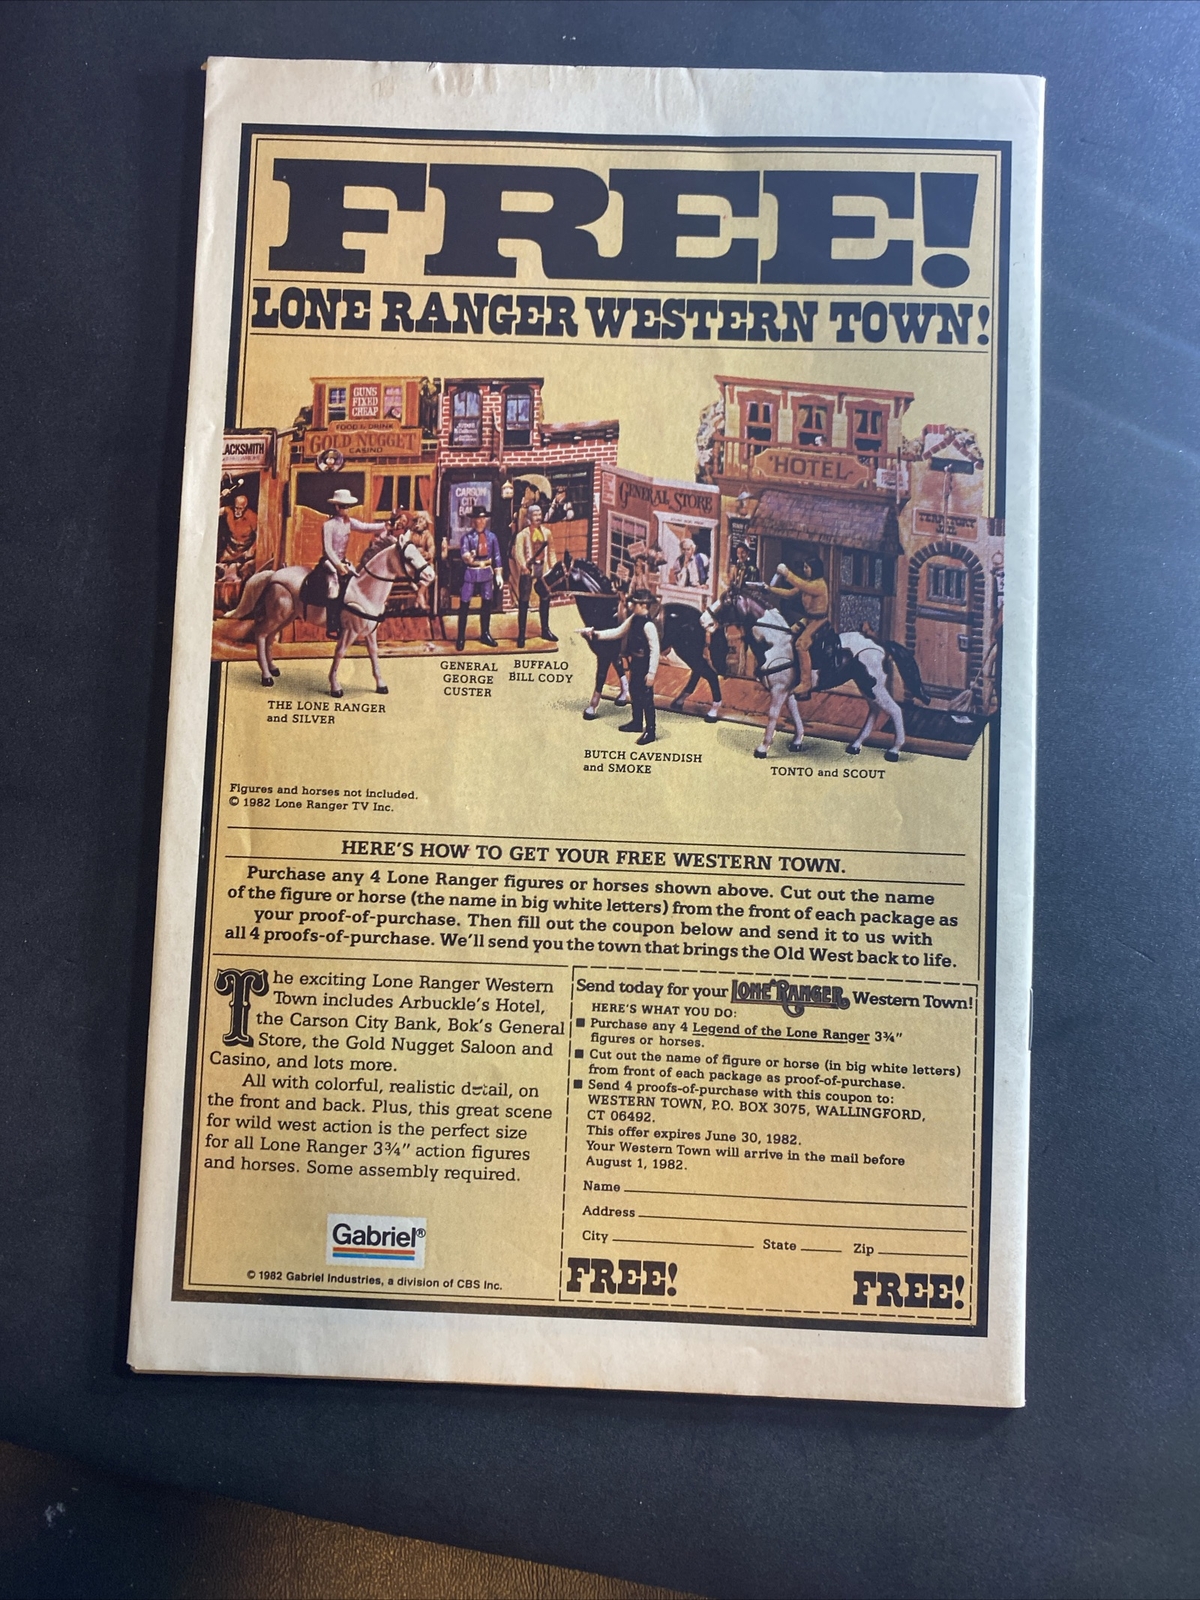 FREE!
LONE RANGER WESTERN TOWN!
GUNS
FIXED
CHEAP
FOOD & DRINK
GOLD NUGGET
CASINO
LACKSMITH
CARSON
CITY
BA
GENERAL STORE
HOTEL
TERRITORY
JAIL
GENERAL
GEORGE
CUSTER
BUFFALO
BILL CODY
THE LONE RANGER
and SILVER
BUTCH CAVENDISH
and SMOKE
TONTO and SCOUT
Figures and horses not included.
© 1982 Lone Ranger TV Inc.
HERE'S HOW TO GET YOUR FREE WESTERN TOWN.
Purchase any 4 Lone Ranger figures or horses shown above. Cut out the name
of the figure or horse (the name in big white letters) from the front of each package as
your proof-of-purchase. Then fill out the coupon below and send it to us with
all 4 proofs-of-purchase. We'll send you the town that brings the Old West back to life.
The exciting Lone Ranger Western
Town includes Arbuckle's Hotel,
the Carson City Bank, Bok's General
Store, the Gold Nugget Saloon and
Casino, and lots more.
All with colorful, realistic detail, on
the front and back. Plus, this great scene
for wild west action is the perfect size
for all Lone Ranger 3¾" action figures
and horses. Some assembly required.
Gabriel®
© 1982 Gabriel Industries, a division of CBS Inc.
Send today for your LONE RANGER Western Town!
HERE'S WHAT YOU DO:
■ Purchase any 4 Legend of the Lone Ranger 3¾"
figures or horses.
■ Cut out the name of figure or horse (in big white letters)
from front of each package as proof-of-purchase.
■ Send 4 proofs-of-purchase with this coupon to:
WESTERN TOWN, P.O. BOX 3075, WALLINGFORD,
CT 06492.
This offer expires June 30, 1982.
Your Western Town will arrive in the mail before
August 1, 1982.
Name
Address
City State Zip
FREE! FREE!